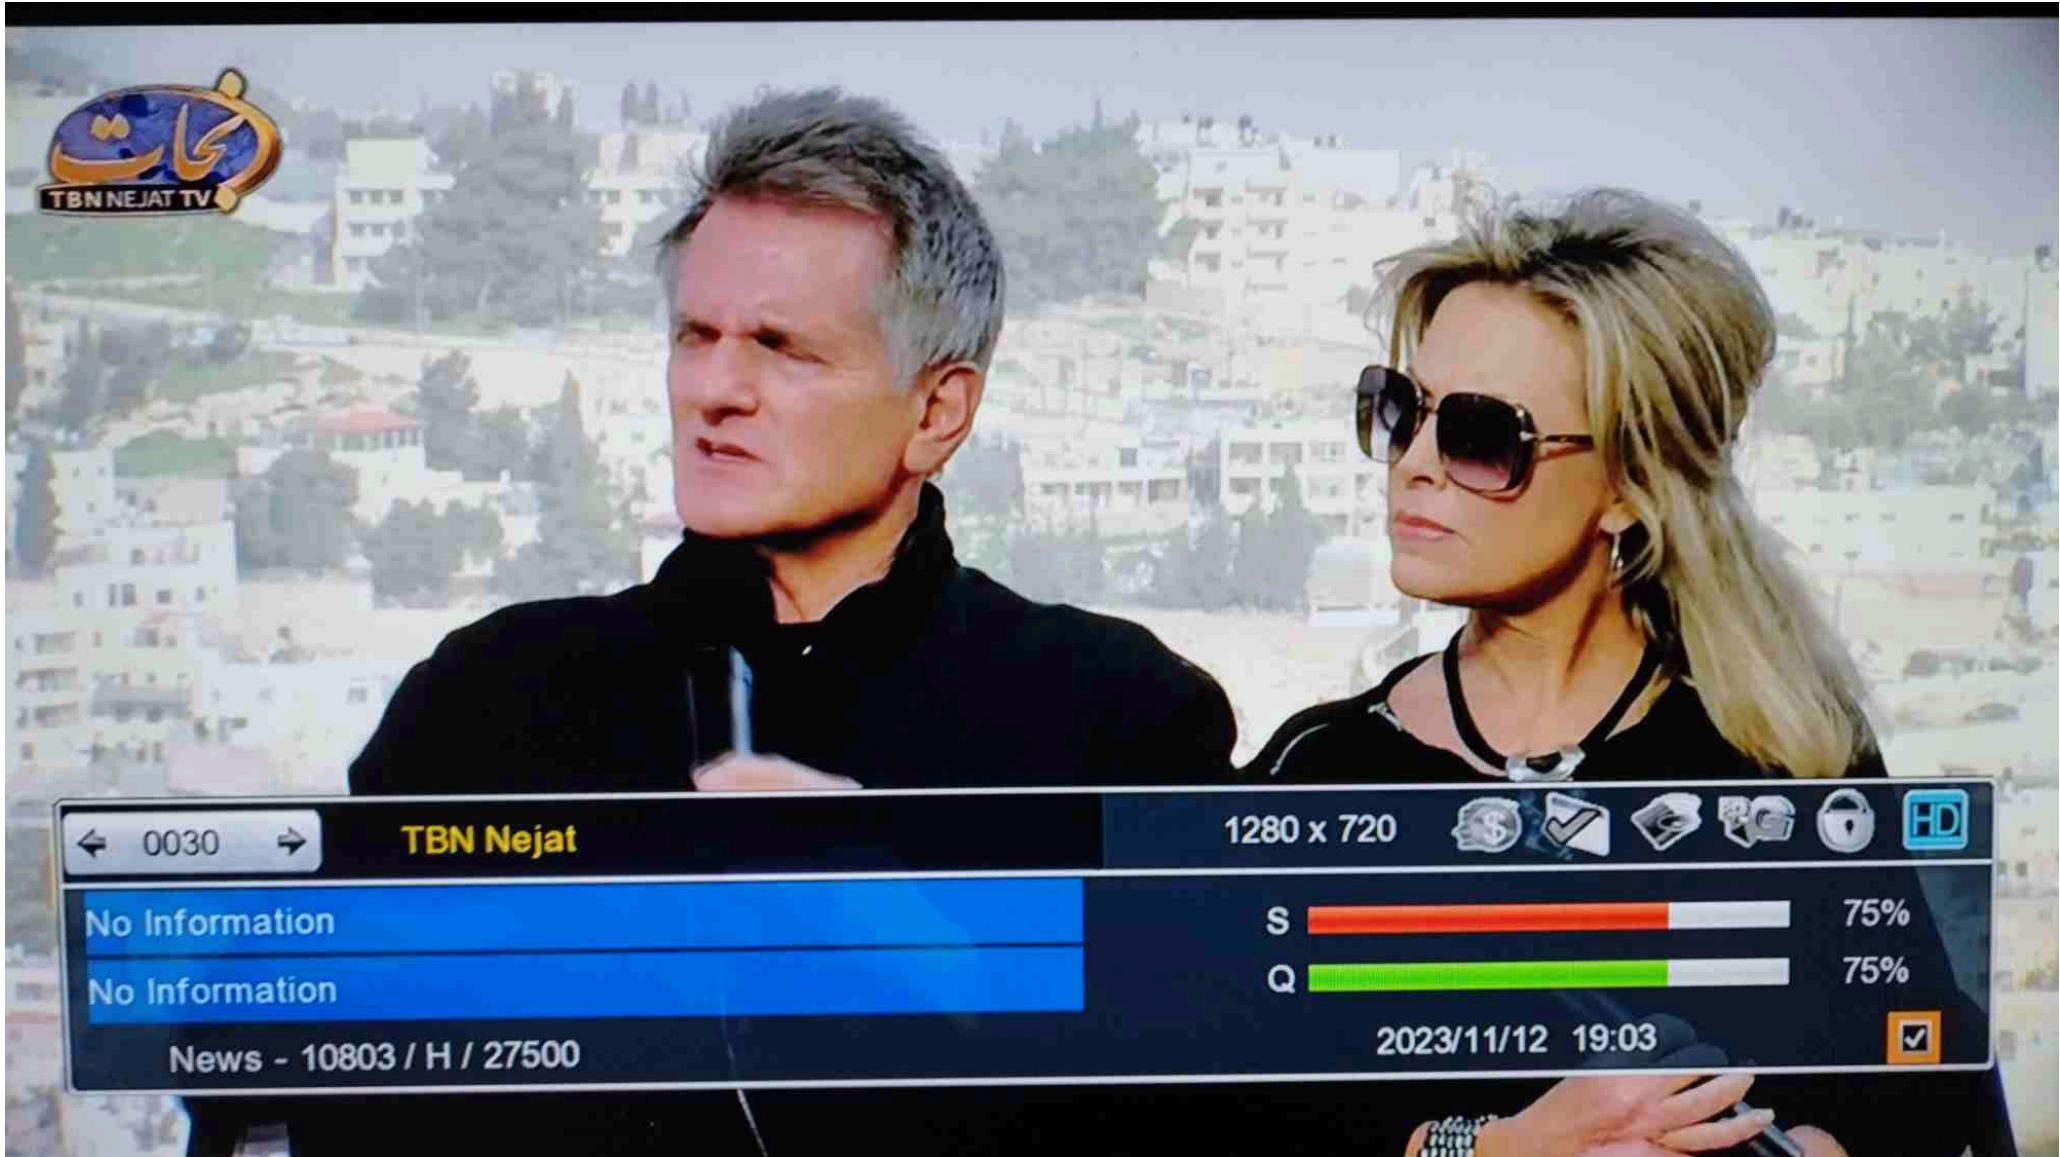 نجات
TBN NEJAT TV
0030
TBN Nejat
1280 x 720
HD
No Information
S
75%
No Information
Q
75%
News - 10803 / H / 27500
2023/11/12 19:03